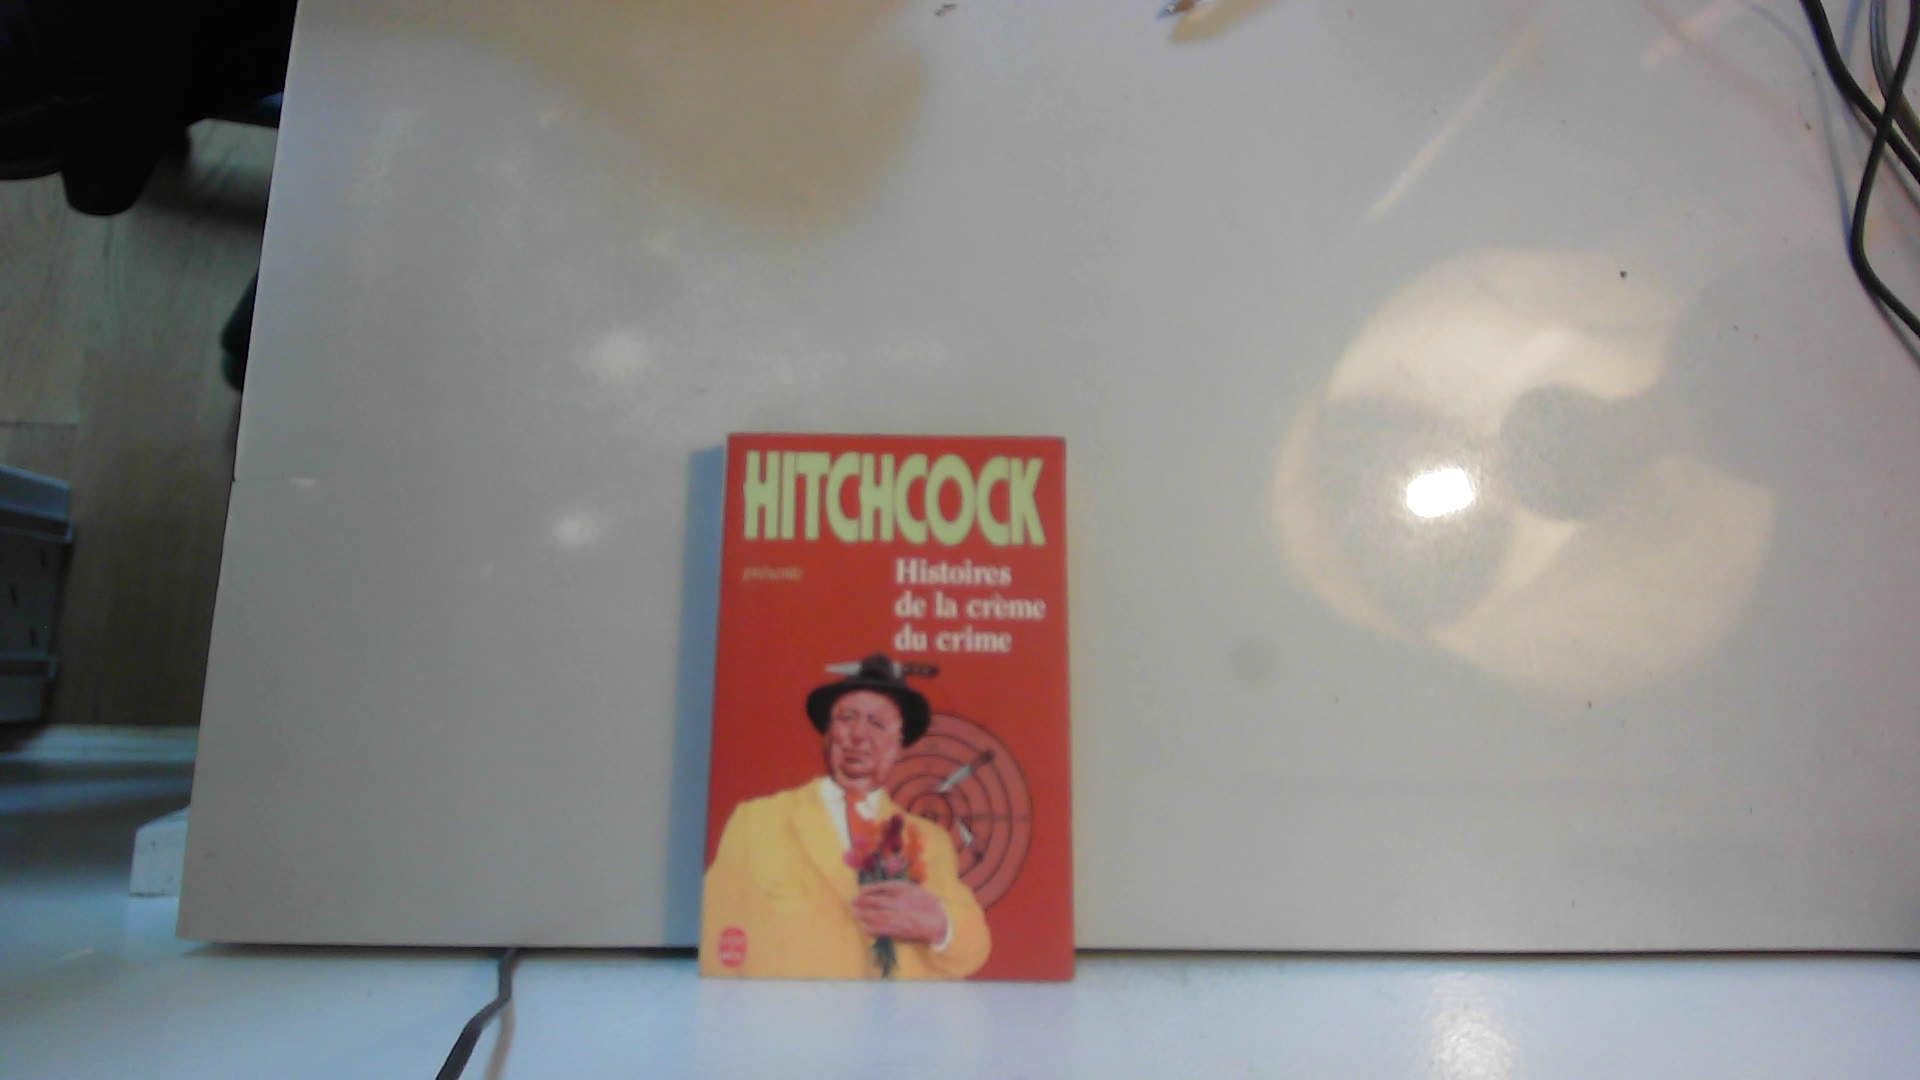 HITCHCOCK
présente
Histoires
de la crème
du crime